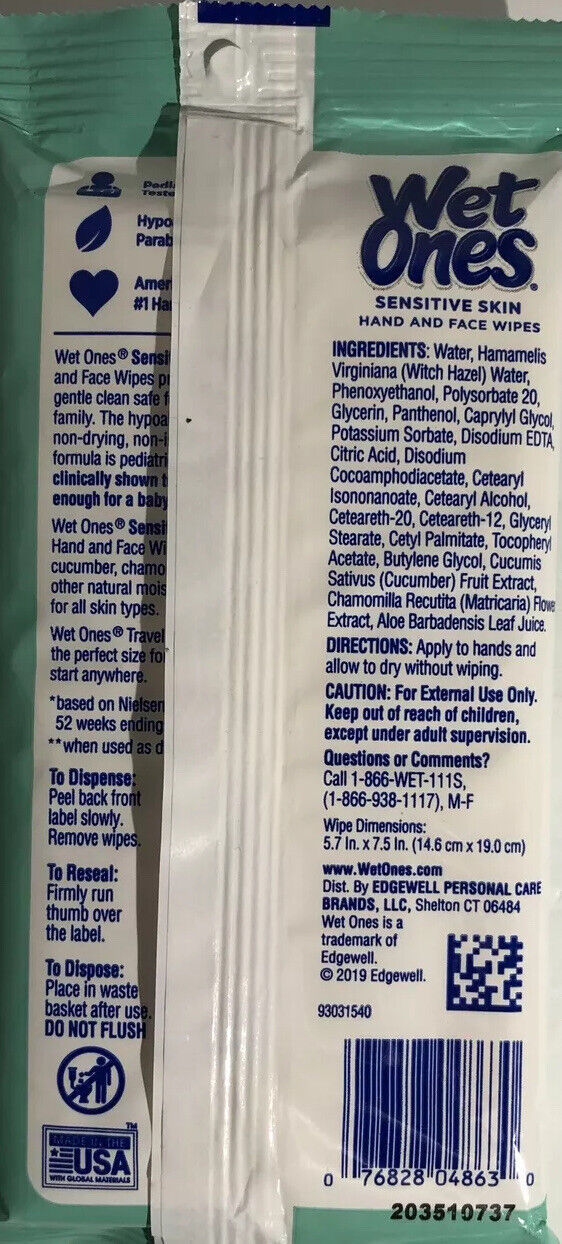 Hypo
Parab
Amer
#1 Ha
Wet Ones® Sensi
and Face Wipes p
gentle clean safe f
family. The hypoa
non-drying, non-i
formula is pediatri
clinically shown t
enough for a baby
Wet Ones® Sensi
Hand and Face Wi
cucumber, chamo
other natural mois
for all skin types.
Wet Ones® Travel
the perfect size fo
start anywhere.
*based on Nielsen
52 weeks ending
**when used as d
To Dispense:
Peel back front
label slowly.
Remove wipes.
To Reseal:
Firmly run
thumb over
the label.
To Dispose:
Place in waste
basket after use.
DO NOT FLUSH
MADE IN THE
USA
WITH GLOBAL MATERIALS
TM
Wet
Ones®
SENSITIVE SKIN
HAND AND FACE WIPES
INGREDIENTS: Water, Hamamelis
Virginiana (Witch Hazel) Water,
Phenoxyethanol, Polysorbate 20,
Glycerin, Panthenol, Caprylyl Glycol,
Potassium Sorbate, Disodium EDTA,
Citric Acid, Disodium
Cocoamphodiacetate, Cetearyl
Isononanoate, Cetearyl Alcohol,
Ceteareth-20, Ceteareth-12, Glyceryl
Stearate, Cetyl Palmitate, Tocopheryl
Acetate, Butylene Glycol, Cucumis
Sativus (Cucumber) Fruit Extract,
Chamomilla Recutita (Matricaria) Flowe
Extract, Aloe Barbadensis Leaf Juice.
DIRECTIONS: Apply to hands and
allow to dry without wiping.
CAUTION: For External Use Only.
Keep out of reach of children,
except under adult supervision.
Questions or Comments?
Call 1-866-WET-111S,
(1-866-938-1117), M-F
Wipe Dimensions:
5.7 In. x 7.5 In. (14.6 cm x 19.0 cm)
www.WetOnes.com
Dist. By EDGEWELL PERSONAL CARE
BRANDS, LLC, Shelton CT 06484
Wet Ones is a
trademark of
Edgewell.
© 2019 Edgewell.
93031540
0 76828 04863 0
203510737